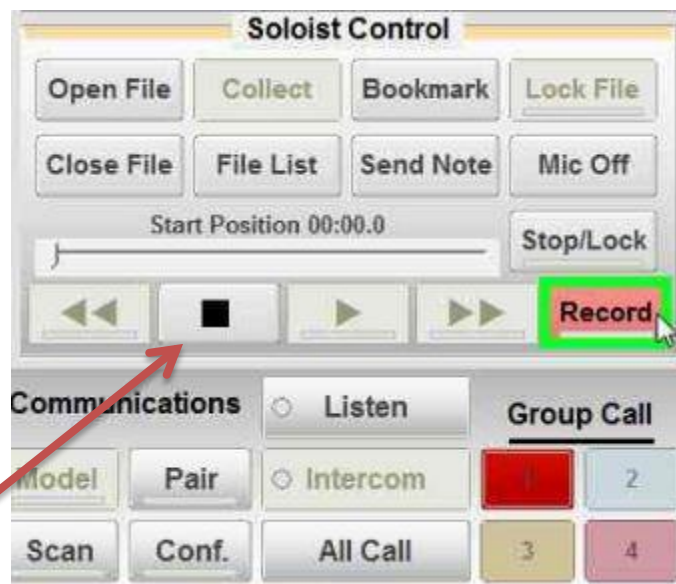 Soloist Control
Open File Collect Bookmark Lock File
Close File File List Send Note Mic Off
Start Position 00:00.0
Stop/Lock
Record
Communications Listen Group Call
Model Pair Intercom 1 2
Scan Conf. All Call 3 4